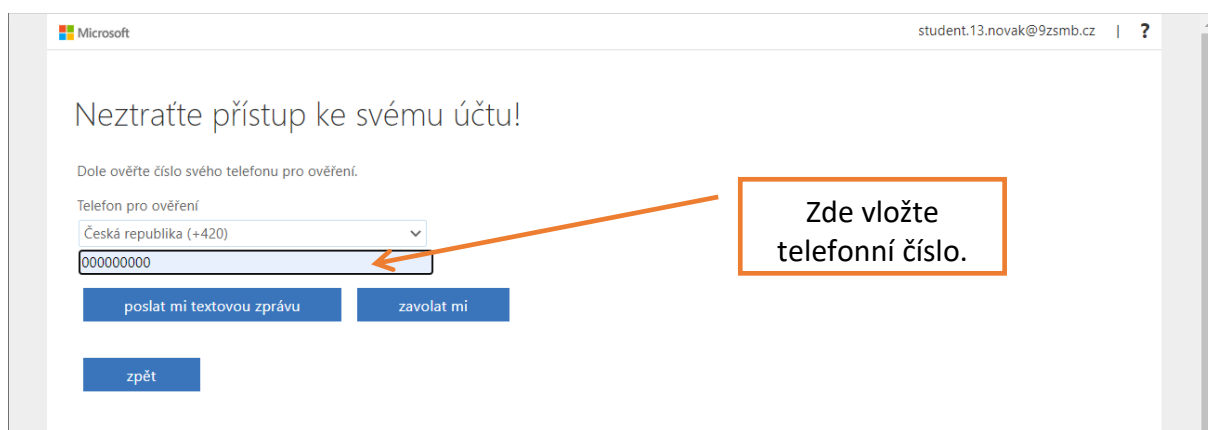 Microsoft
student.13.novak@9zsmb.cz | ?
Neztraťte přístup ke svému účtu!
Dole ověřte číslo svého telefonu pro ověření.
Telefon pro ověření
Česká republika (+420)
000000000
poslat mi textovou zprávu
zavolat mi
zpět
Zde vložte
telefonní číslo.